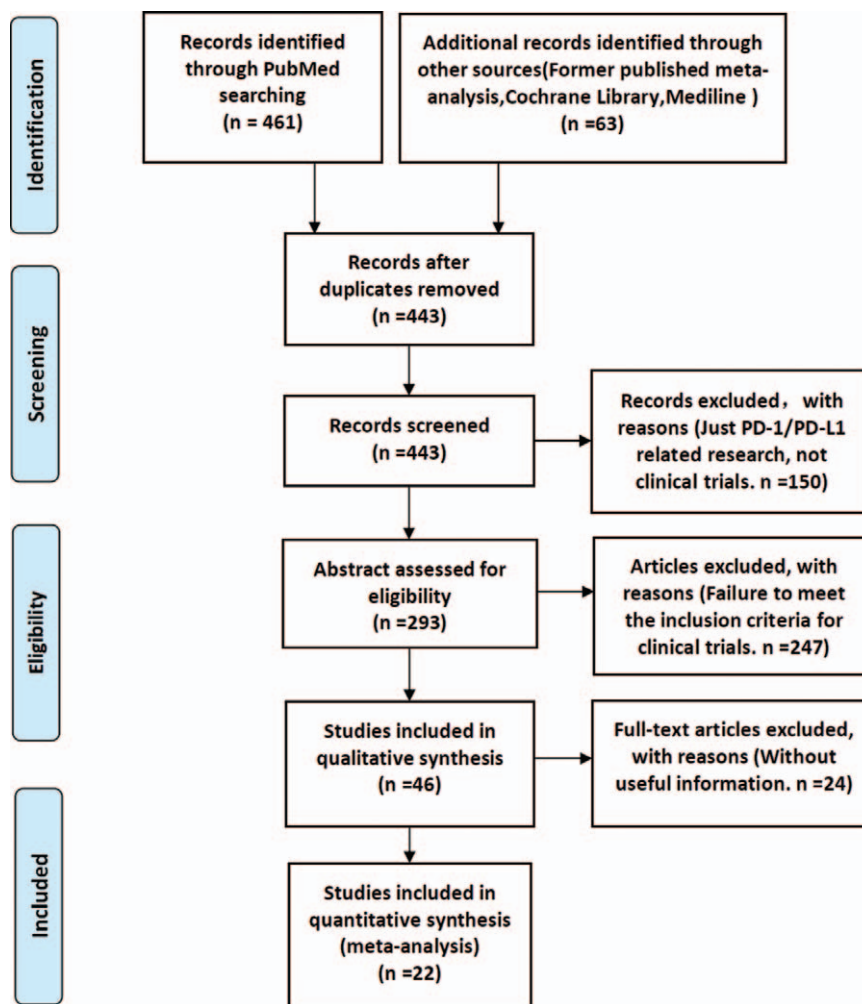 Identification
Records identified
through PubMed
searching
(n = 461)
Additional records identified through
other sources(Former published meta-
analysis,Cochrane Library,Mediline )
(n =63)
Records after
duplicates removed
(n =443)
Screening
Records screened
(n =443)
Records excluded，with
reasons (Just PD-1/PD-L1
related research, not
clinical trials. n =150)
Eligibility
Abstract assessed for
eligibility
(n =293)
Articles excluded, with
reasons (Failure to meet
the inclusion criteria for
clinical trials. n =247)
Studies included in
qualitative synthesis
(n =46)
Full-text articles excluded,
with reasons (Without
useful information. n =24)
Included
Studies included in
quantitative synthesis
(meta-analysis)
(n =22)